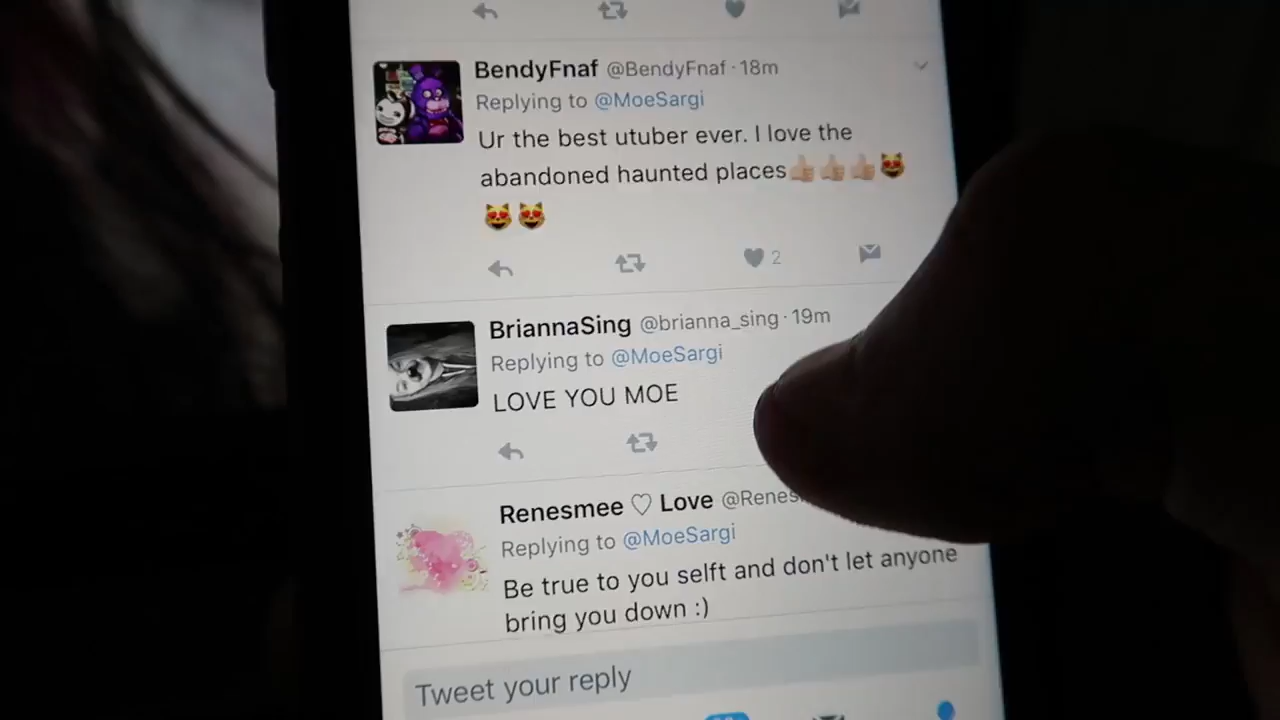 BendyFnaf @BendyFnaf · 18m
Replying to @MoeSargi
Ur the best utuber ever. I love the
abandoned haunted places👍🏼👍🏼👍🏼😻
😻😻
2
BriannaSing @brianna_sing · 19m
Replying to @MoeSargi
LOVE YOU MOE
Renesmee ♡ Love
Replying to @MoeSargi
Be true to you selft and don't let anyone
bring you down :)
Tweet your reply